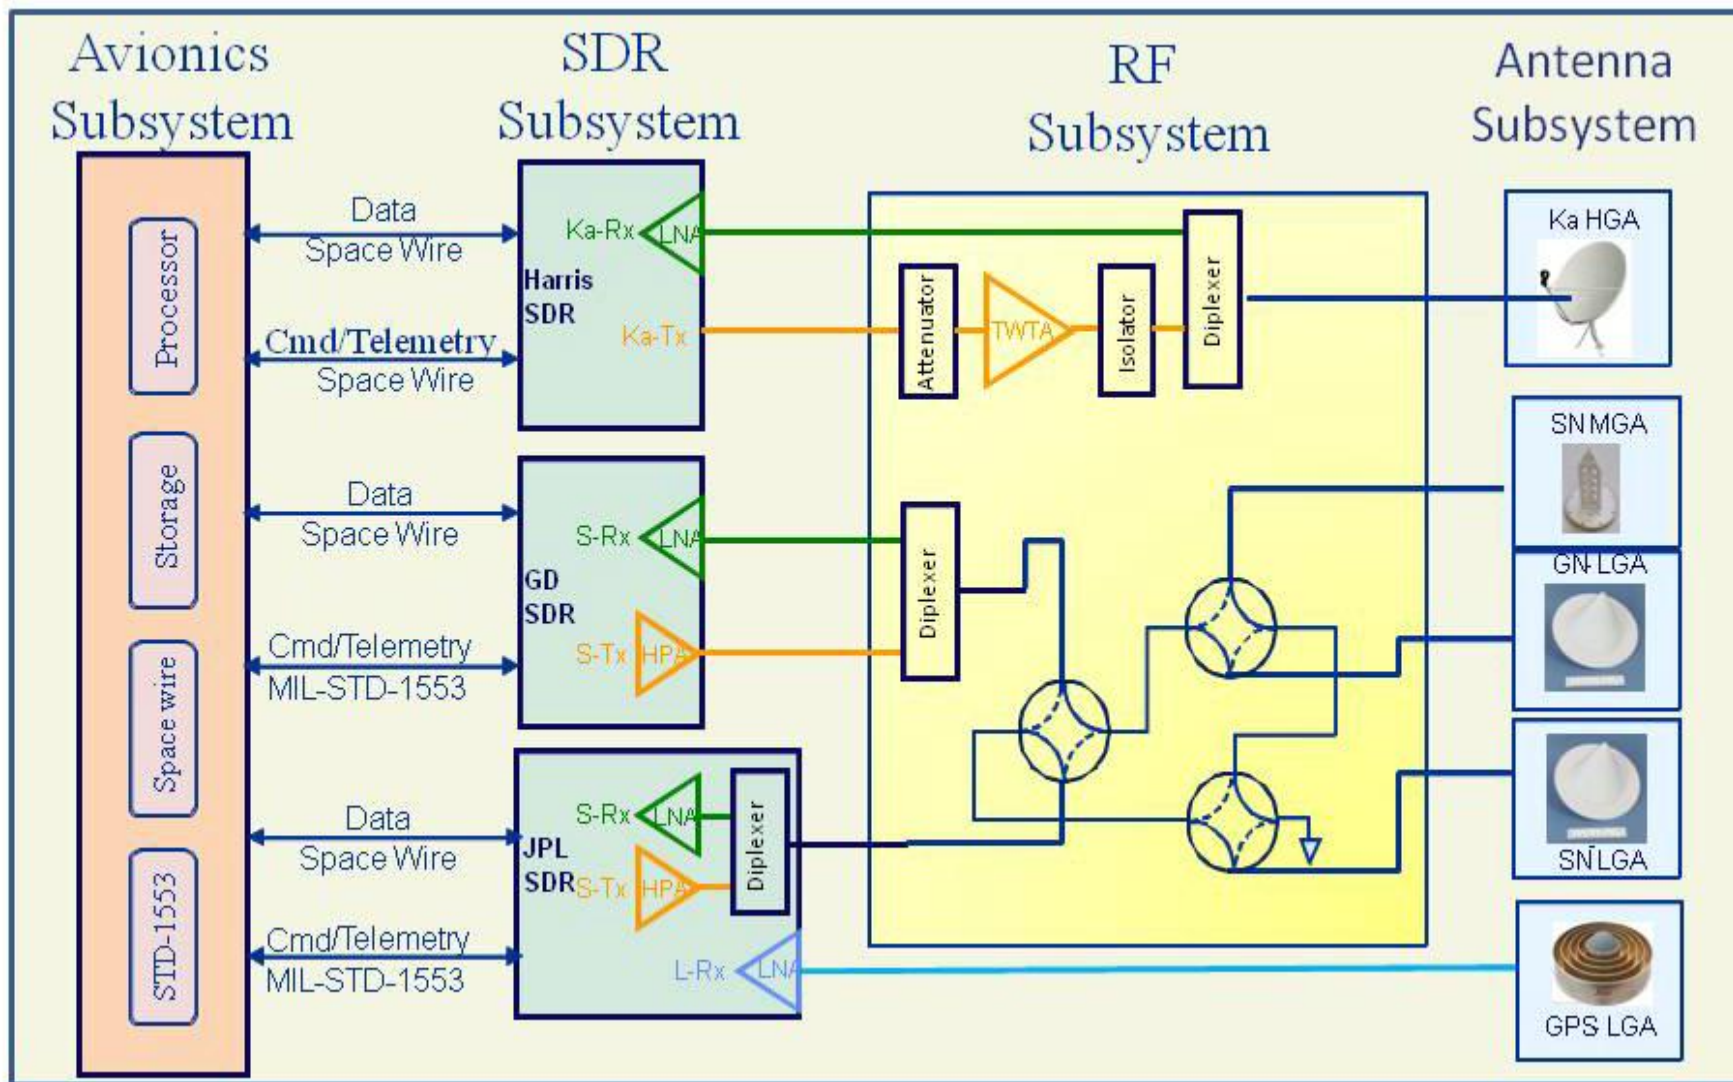 Avionics
Subsystem
SDR
Subsystem
RF
Subsystem
Antenna
Subsystem
Processor
Storage
Space wire
STD-1553
Data
Space Wire
Cmd/Telemetry
Space Wire
Data
Space Wire
Cmd/Telemetry
MIL-STD-1553
Data
Space Wire
Cmd/Telemetry
MIL-STD-1553
Ka-Rx
LNA
Harris
SDR
Ka-Tx
S-Rx
LNA
GD
SDR
S-Tx
HPA
S-Rx
LNA
JPL
SDR
S-Tx
HPA
Diplexer
L-Rx
LNA
Attenuator
TWTA
Isolator
Diplexer
Diplexer
Ka HGA
SN MGA
GN-LGA
SN LGA
GPS LGA